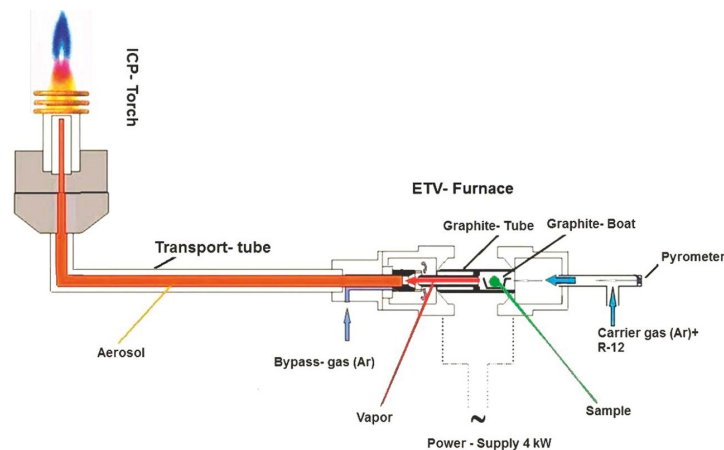 ICP- Torch
ETV- Furnace
Graphite- Tube
Graphite- Boat
Transport- tube
Pyrometer
Carrier gas (Ar)+
R-12
Aerosol
Bypass- gas (Ar)
Vapor
Sample
~
Power - Supply 4 kW